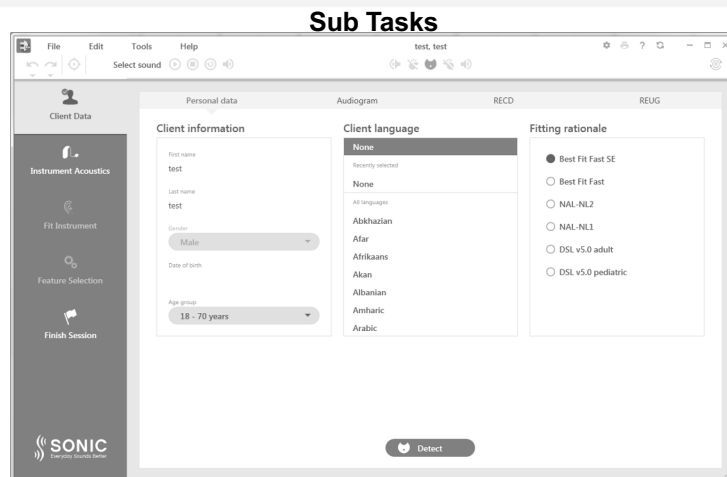 Sub Tasks
File Edit Tools Help test, test ?
Select sound
Client Data
Instrument Acoustics
Fit Instrument
Feature Selection
Finish Session
SONIC
Everyday Sounds Better
Personal data Audiogram RECD REUG
Client information
First name
test
Last name
test
Gender
Male
Date of birth
Age group
18 - 70 years
Client language
None
Recently selected
None
All languages
Abkhazian
Afar
Afrikaans
Akan
Albanian
Amharic
Arabic
Fitting rationale
Best Fit Fast SE
Best Fit Fast
NAL-NL2
NAL-NL1
DSL v5.0 adult
DSL v5.0 pediatric
Detect